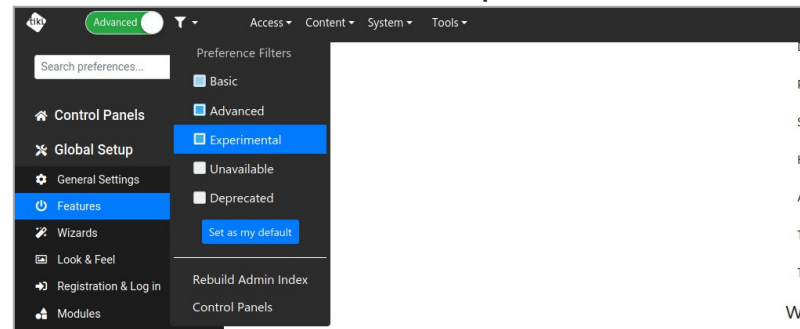 tiki Advanced Access Content System Tools
Search preferences...
Preference Filters
Basic
Advanced
Experimental
Unavailable
Deprecated
Set as my default
Rebuild Admin Index
Control Panels
Control Panels
Global Setup
General Settings
Features
Wizards
Look & Feel
Registration & Log in
Modules